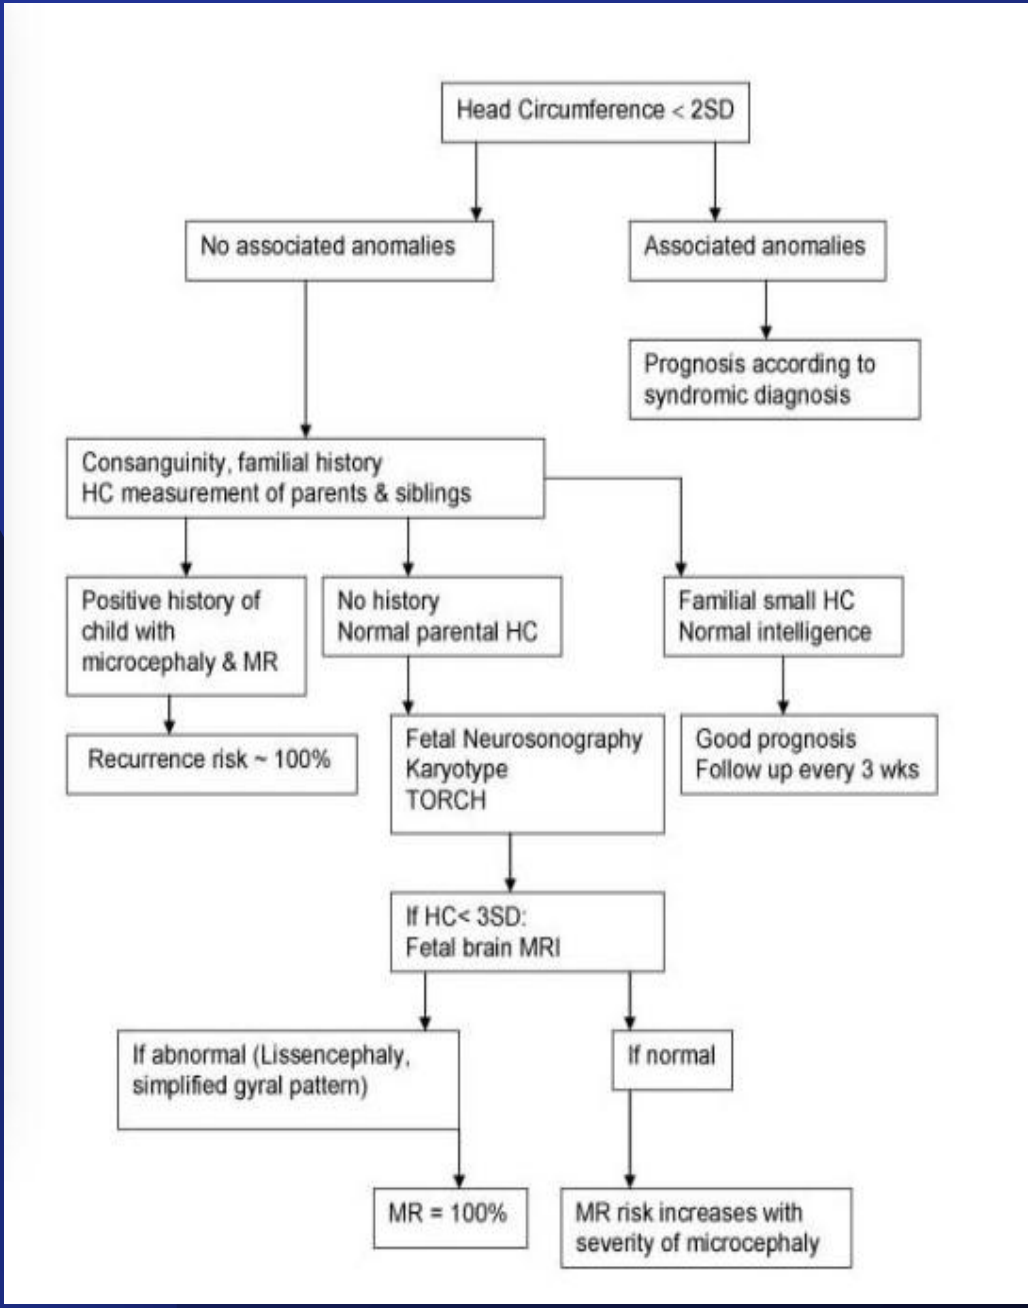 Head Circumference < 2SD
No associated anomalies
Associated anomalies
Prognosis according to
syndromic diagnosis
Consanguinity, familial history
HC measurement of parents & siblings
Positive history of
child with
microcephaly & MR
No history
Normal parental HC
Familial small HC
Normal intelligence
Recurrence risk ~ 100%
Fetal Neurosonography
Karyotype
TORCH
Good prognosis
Follow up every 3 wks
If HC< 3SD:
Fetal brain MRI
If abnormal (Lissencephaly,
simplified gyral pattern)
If normal
MR = 100%
MR risk increases with
severity of microcephaly